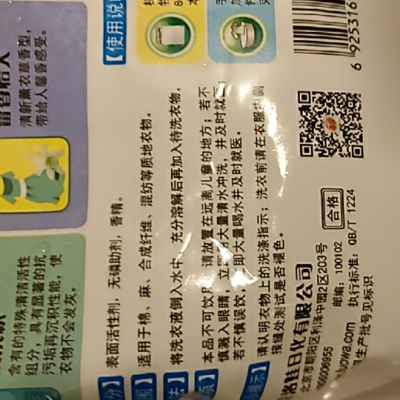 留香怡人
清新薰衣草香型,
带给人馨香感受。
含有的特殊清洁活性
组分,具有显著的抗
污垢再沉积性能,使
衣物不会发灰。
【使用说
表面活性剂,无磷助剂,香精。
适用于棉、麻、合成纤维、混纺等质地衣物。
将洗衣液倒入水中,充分溶解后再加入待洗衣物。
本品不可饮
请放置在远离儿童的地方;若不
慎溅入眼睛,立即用大量清水冲洗,并及时就医;
若不慎误饮,
即大量喝水并及时就医。
请认明衣物上的洗涤指示;洗衣前请在衣服内侧
接缝处测试是否褪色。
日化有限公司
北京市朝阳区利泽中园2区203号
邮编:100102
执行标准:QB/T 1224
合格
生产批号见标识
6 925316